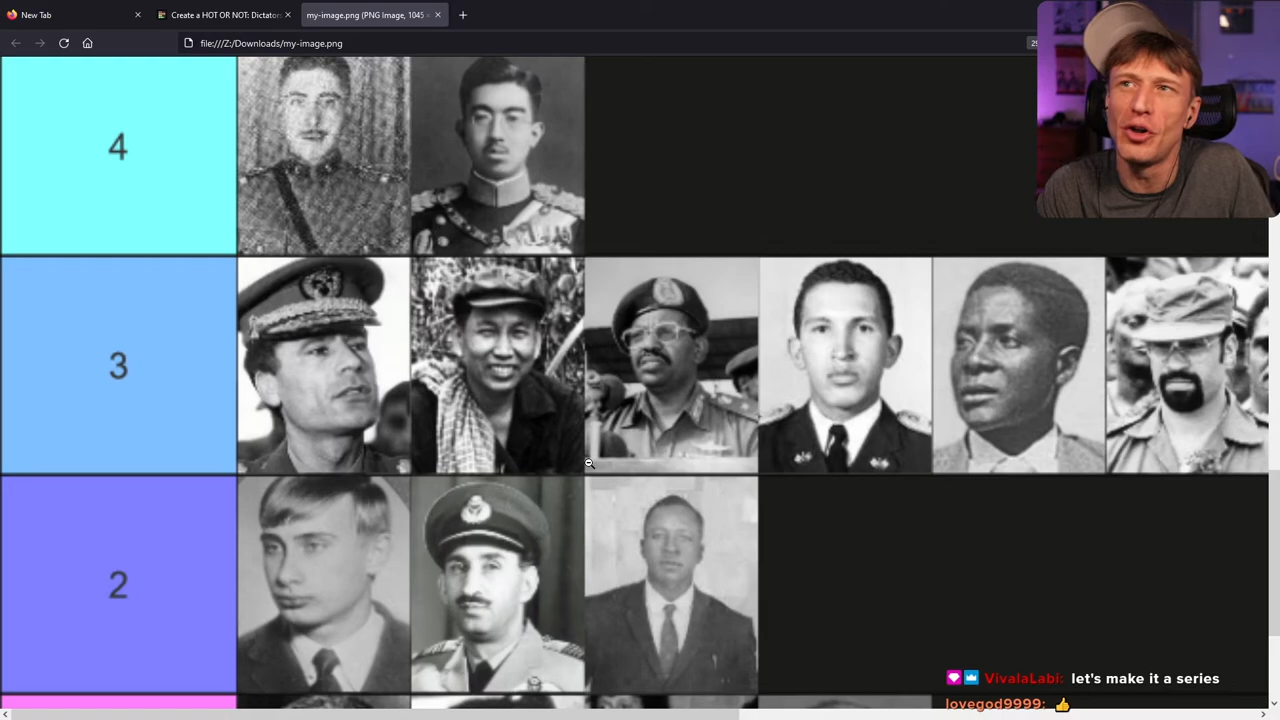 New Tab
Create a HOT OR NOT: Dictator
my-image.png (PNG Image, 1045 ×
file:///Z:/Downloads/my-image.png
4
3
2
VivalaLabi: let's make it a series
lovegod9999: 👍